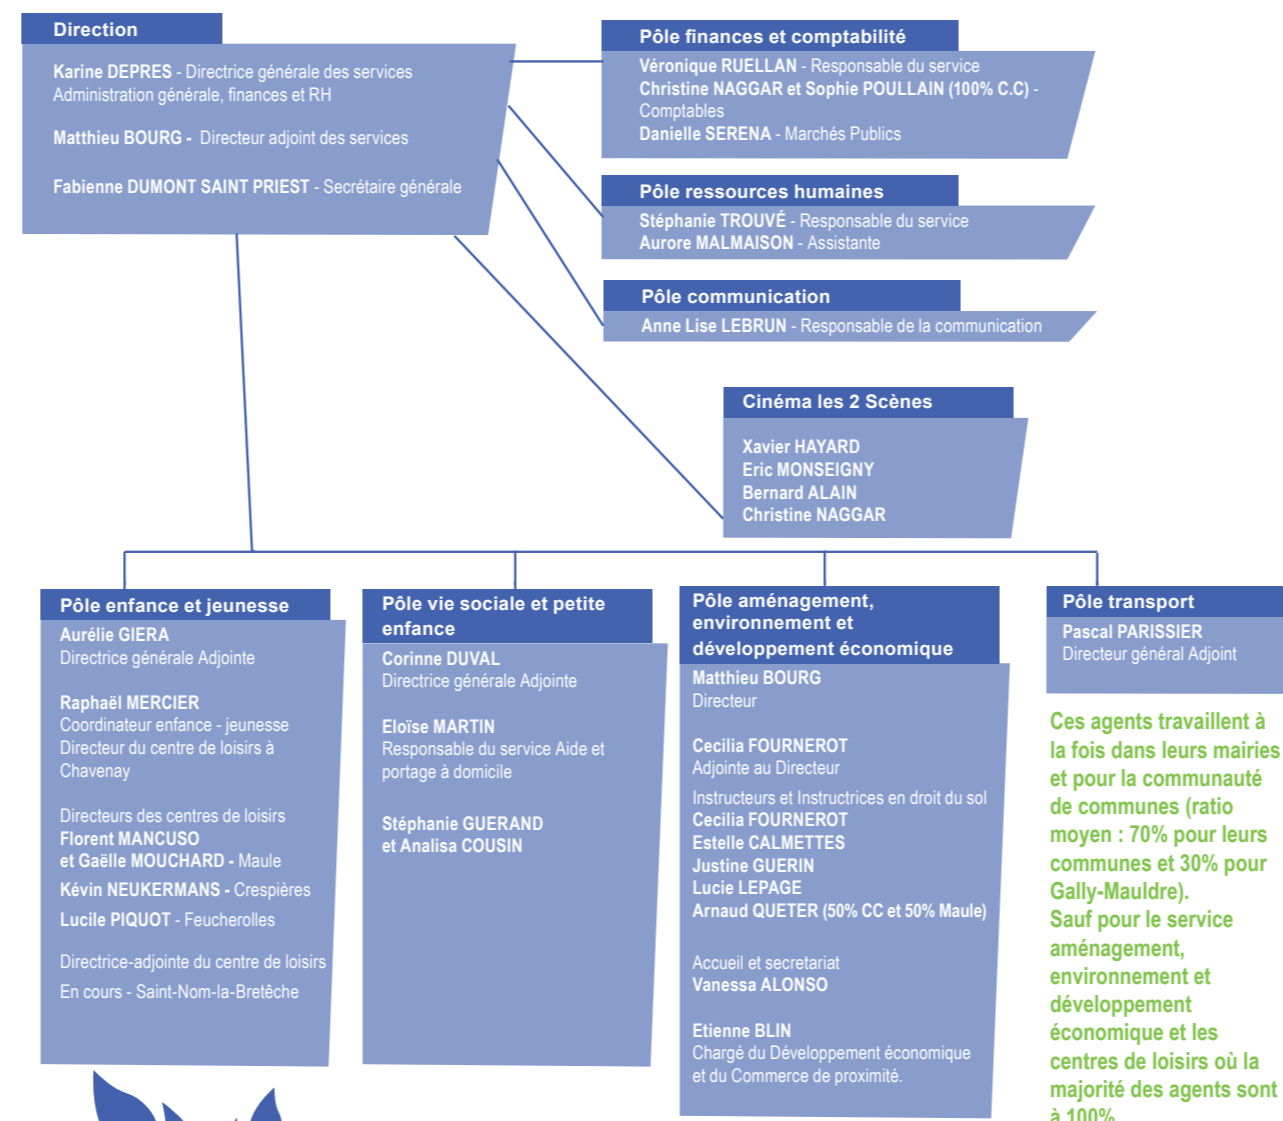 Direction
Karine DEPRES - Directrice générale des services
Administration générale, finances et RH
Matthieu BOURG - Directeur adjoint des services
Fabienne DUMONT SAINT PRIEST - Secrétaire générale
Pôle finances et comptabilité
Véronique RUELLAN - Responsable du service
Christine NAGGAR et Sophie POULLAIN (100% C.C) -
Comptables
Danielle SERENA - Marchés Publics
Pôle ressources humaines
Stéphanie TROUVÉ - Responsable du service
Aurore MALMAISON - Assistante
Pôle communication
Anne Lise LEBRUN - Responsable de la communication
Cinéma les 2 Scènes
Xavier HAYARD
Eric MONSEIGNY
Bernard ALAIN
Christine NAGGAR
Pôle enfance et jeunesse
Aurélie GIERA
Directrice générale Adjointe
Raphaël MERCIER
Coordinateur enfance - jeunesse
Directeur du centre de loisirs à
Chavenay
Directeurs des centres de loisirs
Florent MANCUSO
et Gaëlle MOUCHARD - Maule
Kévin NEUKERMANS - Crespières
Lucile PIQUOT - Feucherolles
Directrice-adjointe du centre de loisirs
En cours - Saint-Nom-la-Bretêche
Pôle vie sociale et petite
enfance
Corinne DUVAL
Directrice générale Adjointe
Eloïse MARTIN
Responsable du service Aide et
portage à domicile
Stéphanie GUERAND
et Analisa COUSIN
Pôle aménagement,
environnement et
développement économique
Matthieu BOURG
Directeur
Cecilia FOURNEROT
Adjointe au Directeur
Instructeurs et Instructrices en droit du sol
Cecilia FOURNEROT
Estelle CALMETTES
Justine GUERIN
Lucie LEPAGE
Arnaud QUETER (50% CC et 50% Maule)
Accueil et secretariat
Vanessa ALONSO
Etienne BLIN
Chargé du Développement économique
et du Commerce de proximité.
Pôle transport
Pascal PARISSIER
Directeur général Adjoint
Ces agents travaillent à
la fois dans leurs mairies
et pour la communauté
de communes (ratio
moyen : 70% pour leurs
communes et 30% pour
Gally-Mauldre).
Sauf pour le service
aménagement,
environnement et
développement
économique et les
centres de loisirs où la
majorité des agents sont
à 100%